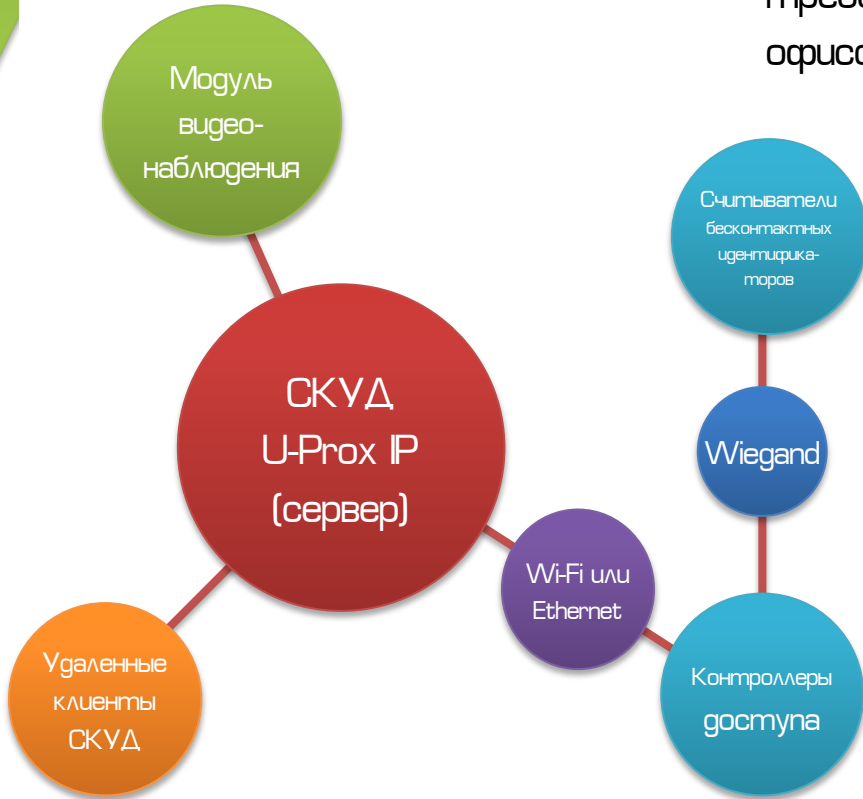 офисо
Модуль
видео-
наблюдения
Считыватели
бесконтактных
идентифика-
торов
СКУД
U-Prox IP
(сервер)
Wiegand
Wi-Fi или
Ethernet
Удаленные
клиенты
СКУД
Контроллеры
доступа